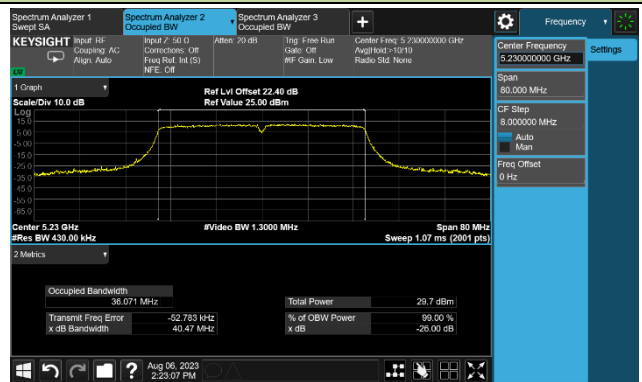 Spectrum Analyzer 1
Swept SA
Spectrum Analyzer 2
Occupied BW
Spectrum Analyzer 3
Occupied BW
Frequency
KEYSIGHT
Input: RF
Coupling: AC
Align: Auto
Input Z: 50 Ω
Corrections: Off
Freq Ref: Int (S)
NFE: Off
Atten: 20 dB
Trig: Free Run
Gate: Off
#IF Gain: Low
Center Freq: 5.230000000 GHz
Avg|Hold:>10/10
Radio Std: None
Center Frequency
5.230000000 GHz
Settings
Span
80.000 MHz
CF Step
8.000000 MHz
Auto
Man
Freq Offset
0 Hz
1 Graph
Scale/Div 10.0 dB
Ref Lvl Offset 22.40 dB
Ref Value 25.00 dBm
Log
15.0
5.00
-5.00
-15.0
-25.0
-35.0
-45.0
-55.0
-65.0
Center 5.23 GHz
#Res BW 430.00 kHz
#Video BW 1.3000 MHz
Span 80 MHz
Sweep 1.07 ms (2001 pts)
2 Metrics
Occupied Bandwidth
36.071 MHz
Total Power 29.7 dBm
Transmit Freq Error -52.783 kHz
% of OBW Power 99.00 %
x dB Bandwidth 40.47 MHz
x dB -26.00 dB
Aug 06, 2023
2:23:07 PM